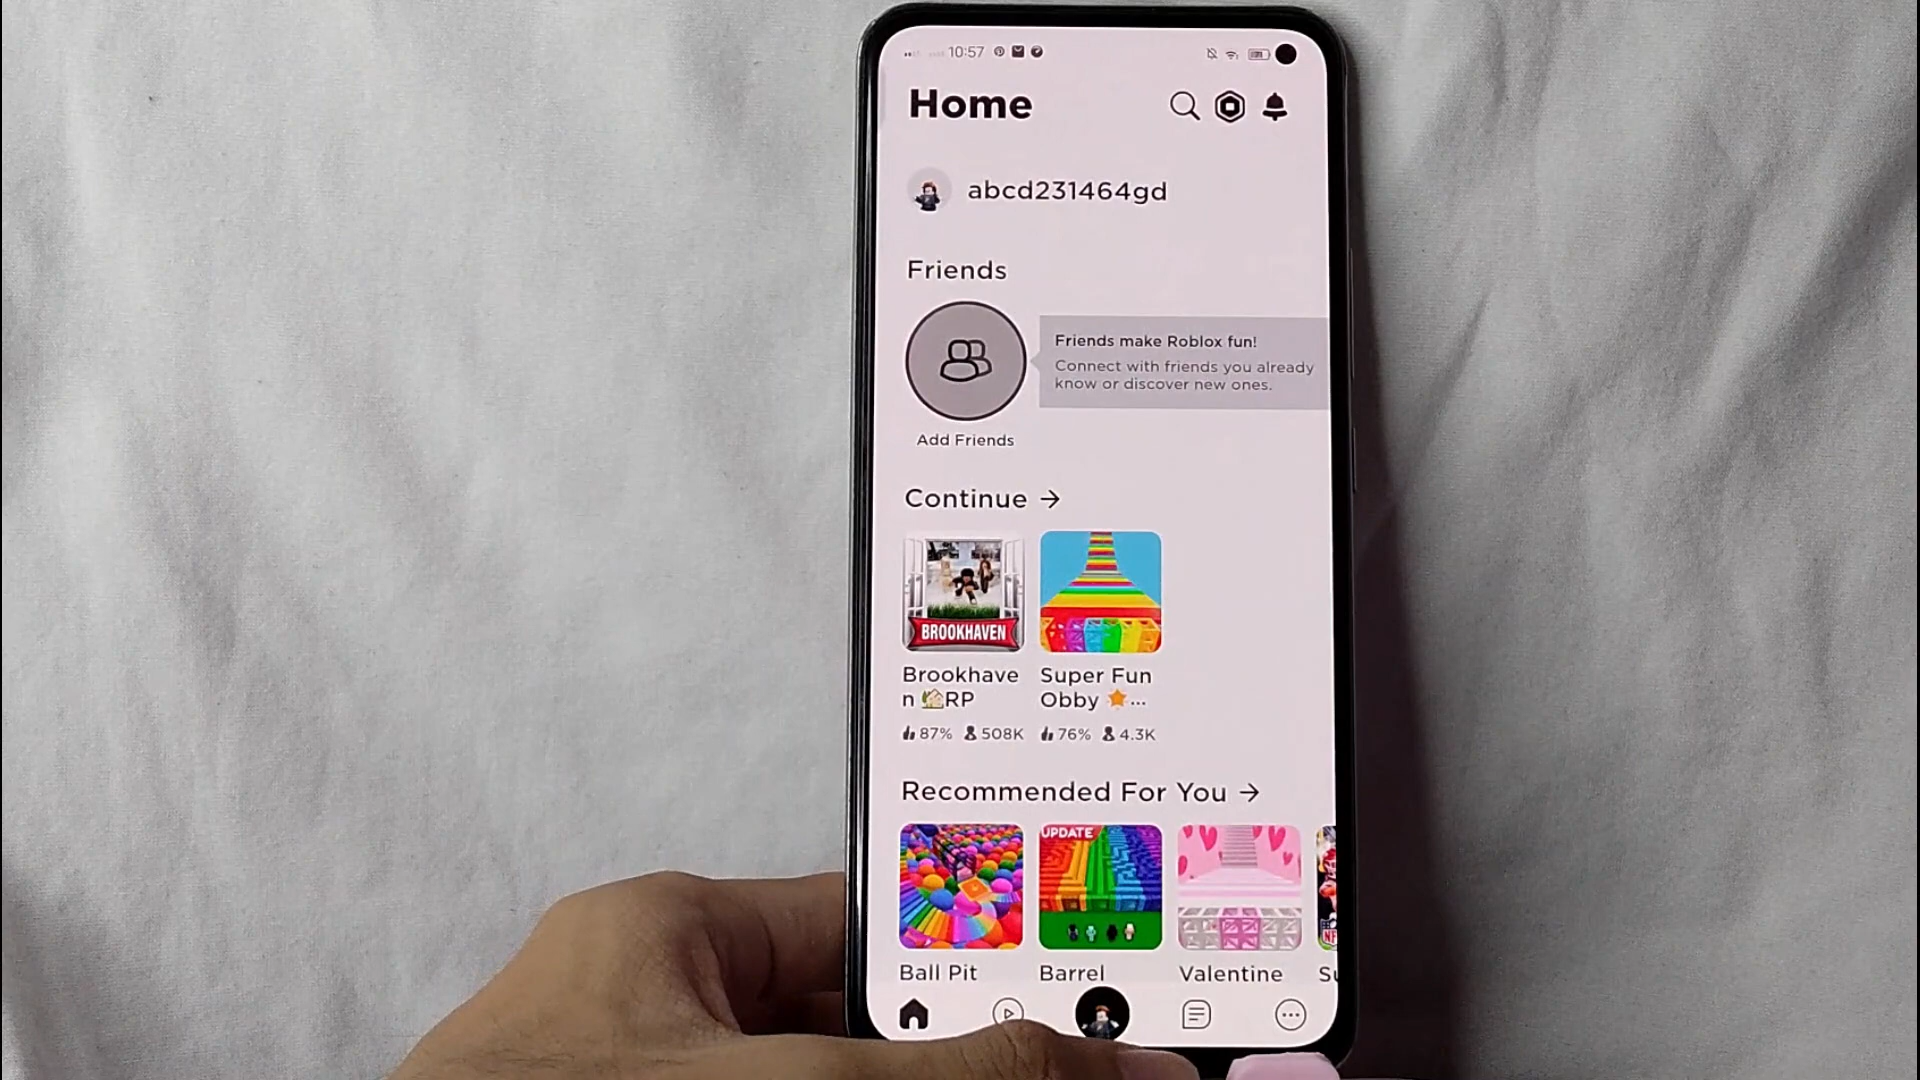 10:57
Home
abcd231464gd
Friends
Friends make Roblox fun!
Connect with friends you already
know or discover new ones.
Add Friends
Continue →
BROOKHAVEN
Brookhave
n 🏡RP
87% 508K
Super Fun
Obby ⭐...
76% 4.3K
Recommended For You →
UPDATE
Ball Pit
Barrel
Valentine